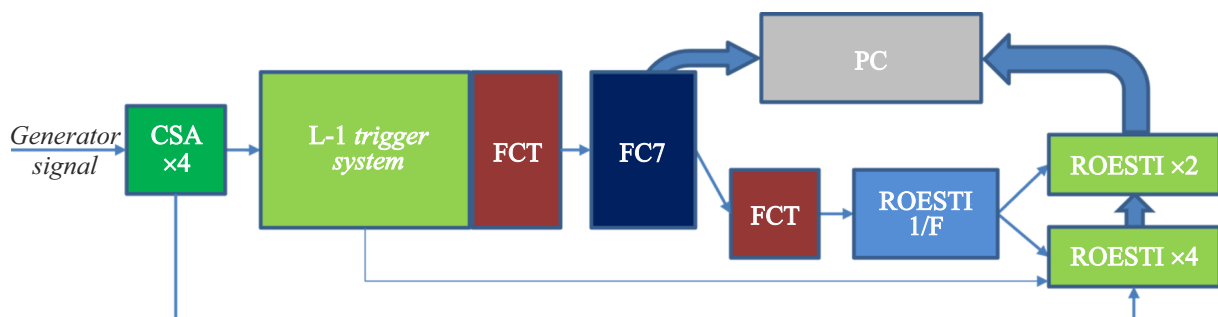 Generator
signal
CSA
×4
L-1 trigger
system
FCT
FC7
PC
FCT
ROESTI
1/F
ROESTI ×2
ROESTI ×4